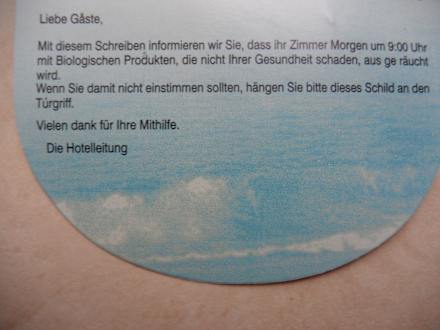 Liebe Gäste,
Mit diesem Schreiben informieren wir Sie, dass ihr Zimmer Morgen um 9:00 Uhr
mit Biologischen Produkten, die nicht Ihrer Gesundheit schaden, aus ge räucht
wird.
Wenn Sie damit nicht einstimmen sollten, hängen Sie bitte dieses Schild an den
Türgriff.
Vielen dank für Ihre Mithilfe.
Die Hotelleitung